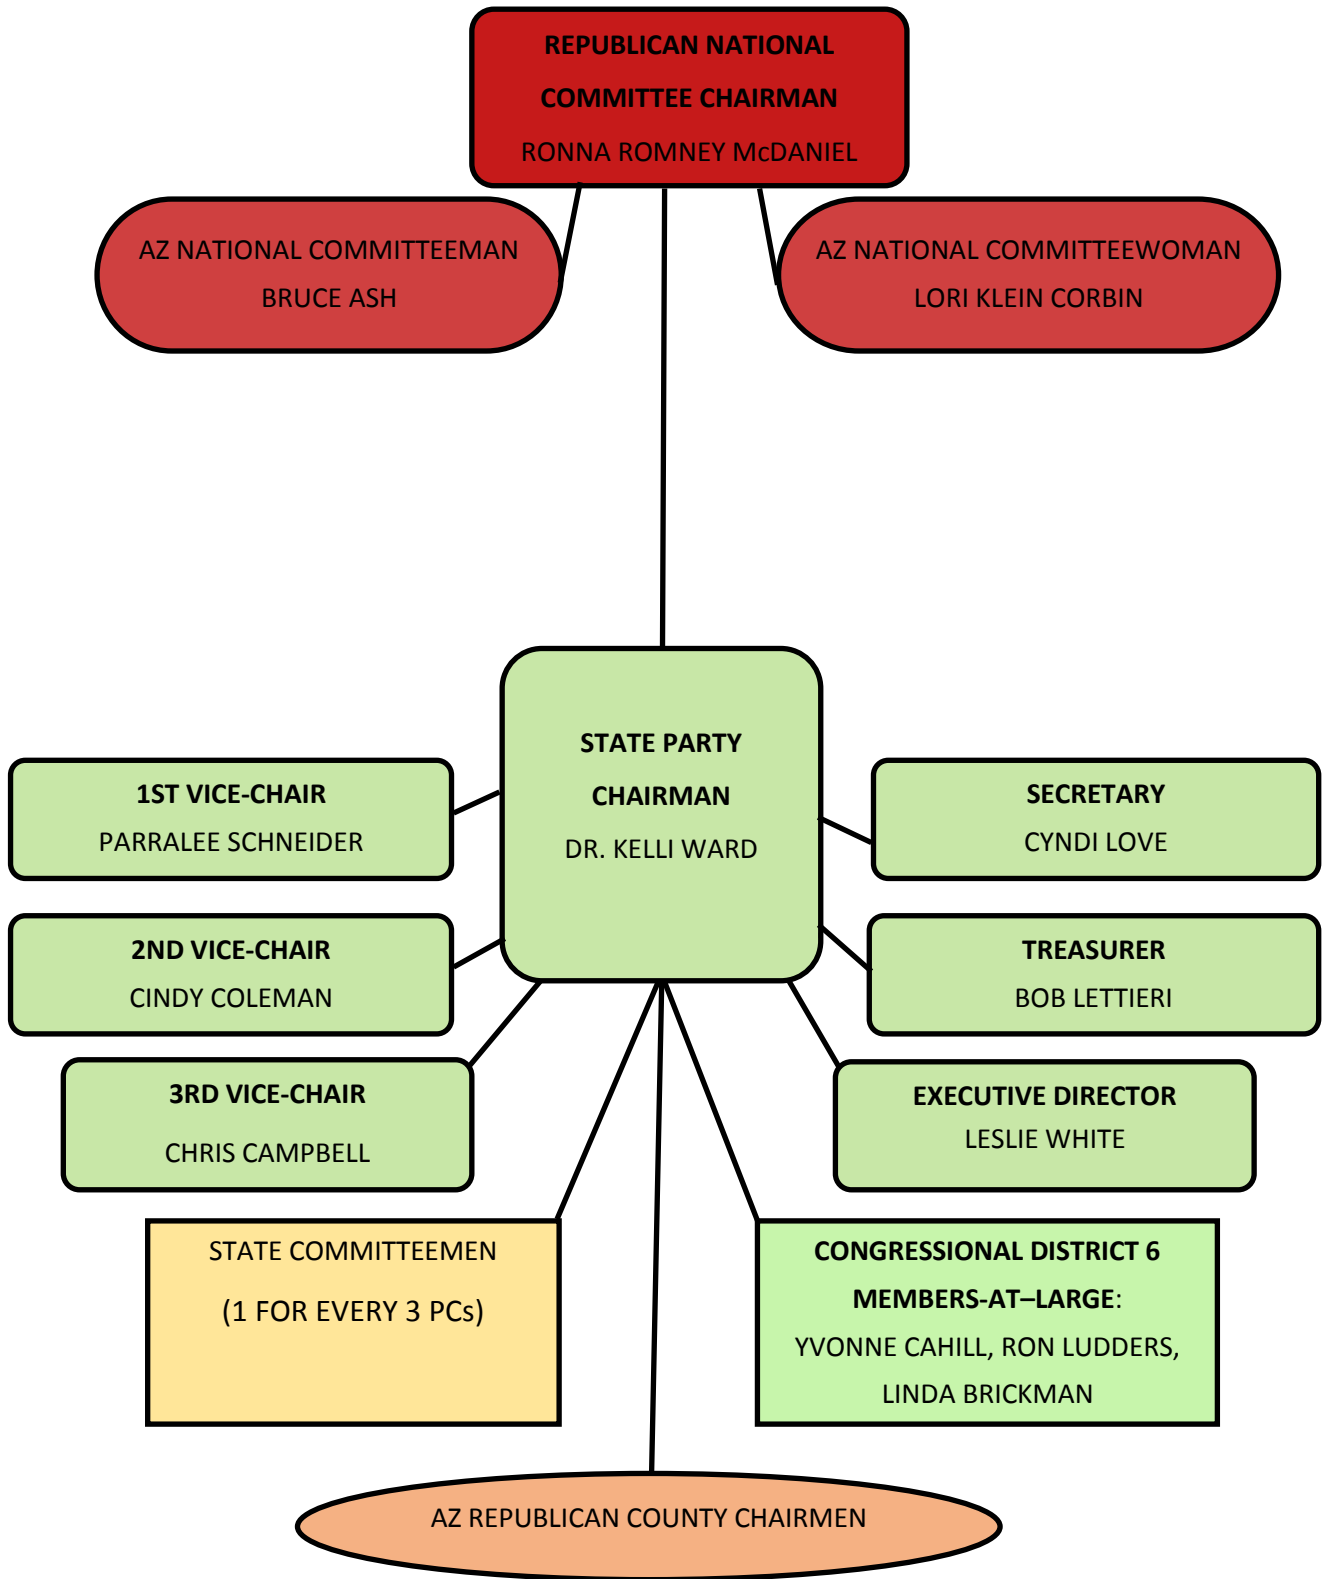 REPUBLICAN NATIONAL
COMMITTEE CHAIRMAN
RONNA ROMNEY McDANIEL
AZ NATIONAL COMMITTEEMAN
BRUCE ASH
AZ NATIONAL COMMITTEEWOMAN
LORI KLEIN CORBIN
STATE PARTY
CHAIRMAN
DR. KELLI WARD
1ST VICE-CHAIR
PARRALEE SCHNEIDER
SECRETARY
CYNDI LOVE
2ND VICE-CHAIR
CINDY COLEMAN
TREASURER
BOB LETTIERI
3RD VICE-CHAIR
CHRIS CAMPBELL
EXECUTIVE DIRECTOR
LESLIE WHITE
STATE COMMITTEEMEN
(1 FOR EVERY 3 PCs)
CONGRESSIONAL DISTRICT 6
MEMBERS-AT–LARGE:
YVONNE CAHILL, RON LUDDERS,
LINDA BRICKMAN
AZ REPUBLICAN COUNTY CHAIRMEN